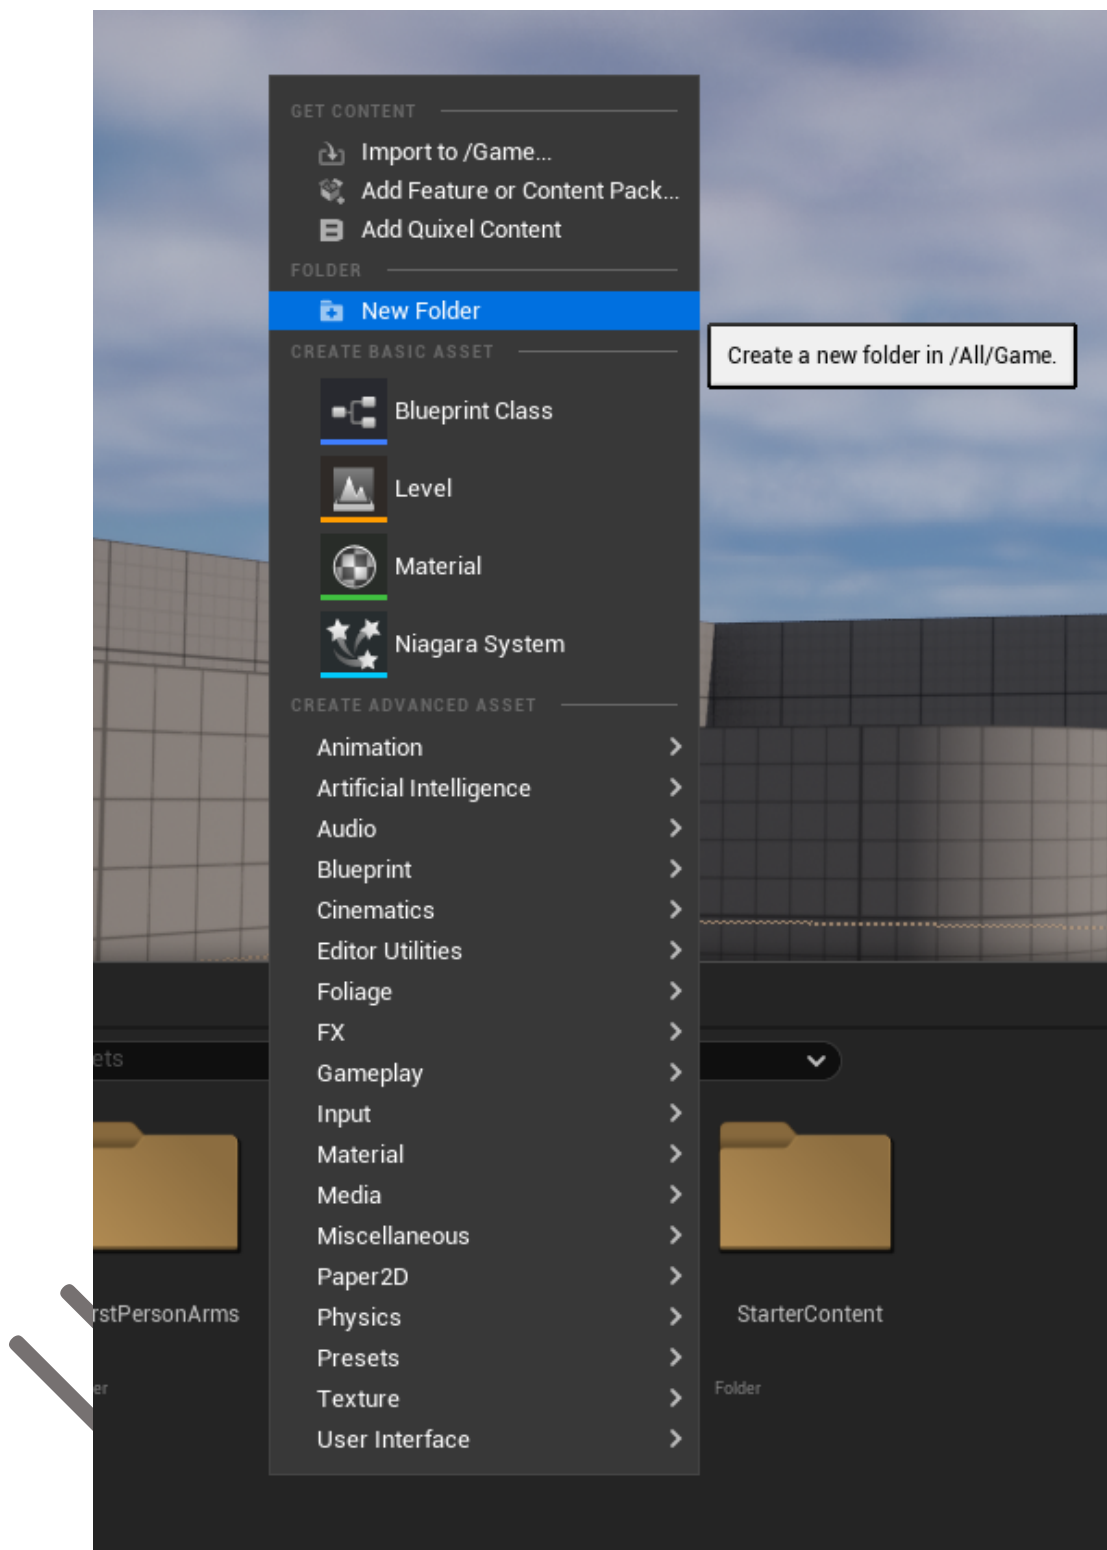 GET CONTENT
Import to /Game...
Add Feature or Content Pack...
Add Quixel Content
FOLDER
New Folder
Create a new folder in /All/Game.
CREATE BASIC ASSET
Blueprint Class
Level
Material
Niagara System
CREATE ADVANCED ASSET
Animation
Artificial Intelligence
Audio
Blueprint
Cinematics
Editor Utilities
Foliage
FX
ets
Gameplay
Input
Material
Media
Miscellaneous
Paper2D
Physics
rstPersonArms
StarterContent
Presets
er
Folder
Texture
User Interface